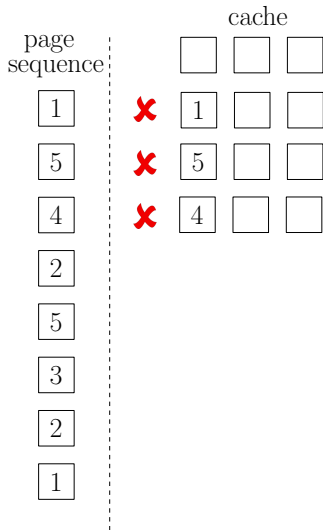 cache
page
sequence
1 ✘ 1
5 ✘ 5
4 ✘ 4
2
5
3
2
1